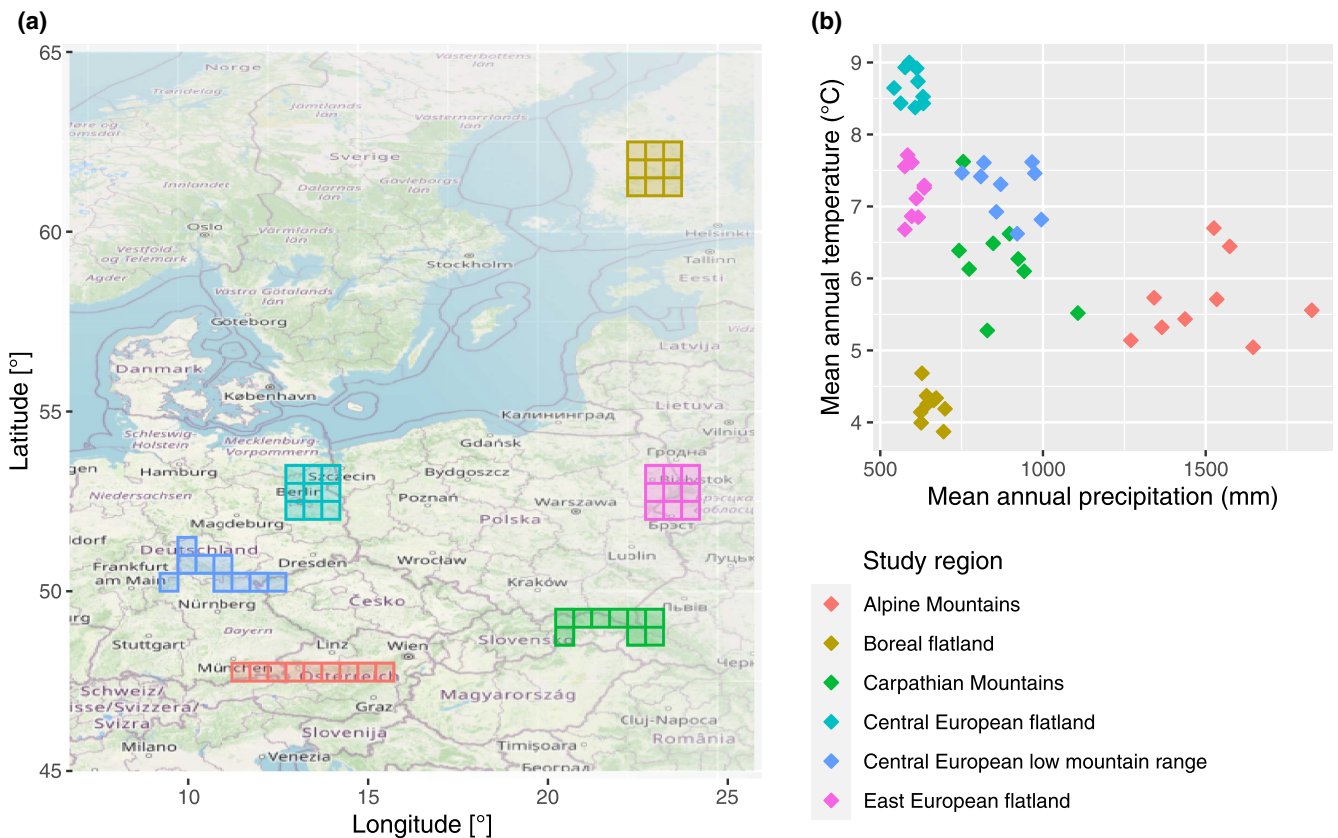 (a)
65
60
55
50
45
10
15
20
25
Latitude [°]
Longitude [°]
Norge
Västerbottens
län
Trøndelag
Jämtlands
län
Västernorrlands
län
Sverige
Gävleborgs
län
Innlandet
Dalarnas
län
Oslo
Värmlands
län
Vestfold-
og Telemark
Agder
Helsinki
Tallinn
Eesti
Stockholm
Västra Götalands
län
Göteborg
Latvija
Danmark
København
Lietuva
Калининград
Vilnius
Schleswig-
Holstein
Mecklenburg-
Vorpommern
Gdańsk
Гродна
Hamburg
Szczecin
Bydgoszcz
Białystok
Niedersachsen
Berlin
Poznań
Warszawa
Брэст
Magdeburg
Polska
Deutschland
Dresden
Wrocław
Lublin
Луцьк
Frankfurt
am Main
Kraków
Nürnberg
Česko
Львів
Bayern
Stuttgart
Linz
Wien
Slovensko
München
Österreich
Schweiz/
isse/Svizzera/
Svizra
Graz
Magyarország
Cluj-Napoca
Slovenija
România
Milano
Venezia
Timișoara
Београд
(b)
9
8
7
6
5
4
500
1000
1500
Mean annual temperature (°C)
Mean annual precipitation (mm)
Study region
Alpine Mountains
Boreal flatland
Carpathian Mountains
Central European flatland
Central European low mountain range
East European flatland